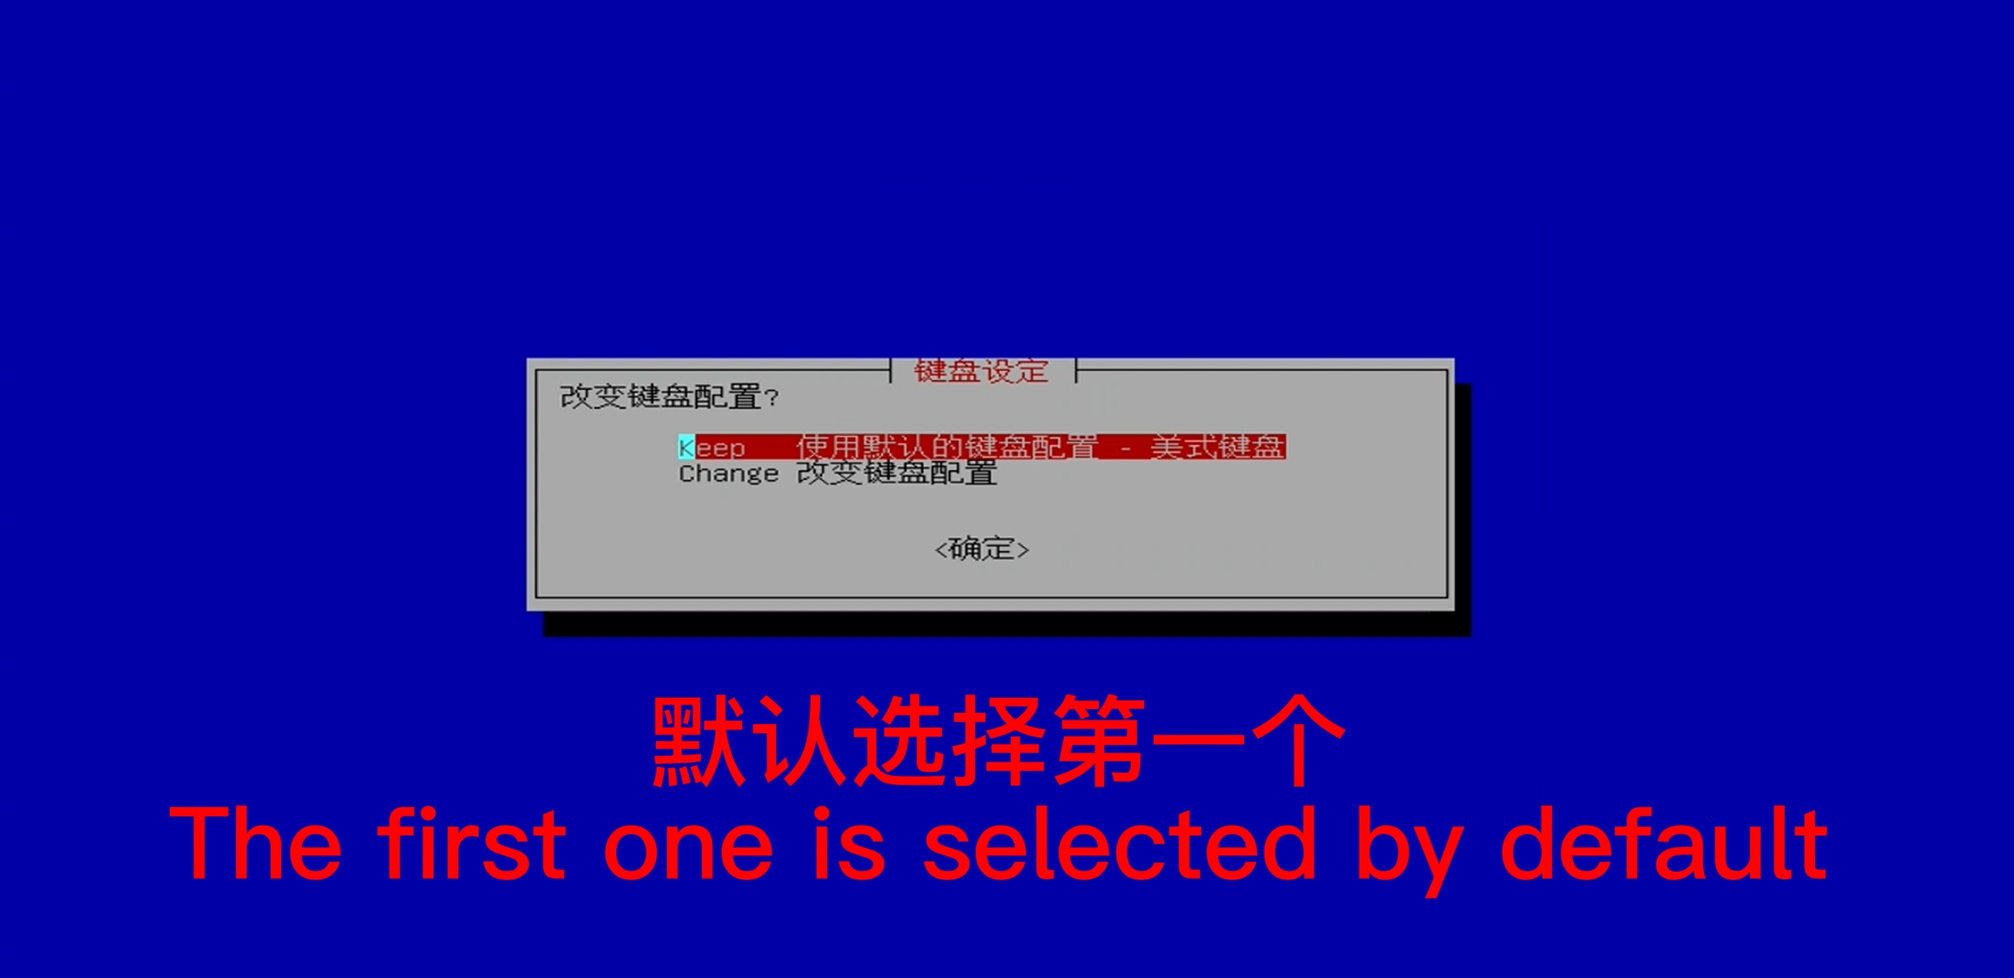 键盘设定
改变键盘配置?
Keep 使用默认的键盘配置 - 美式键盘
Change 改变键盘配置
<确定>
默认选择第一个
The first one is selected by default